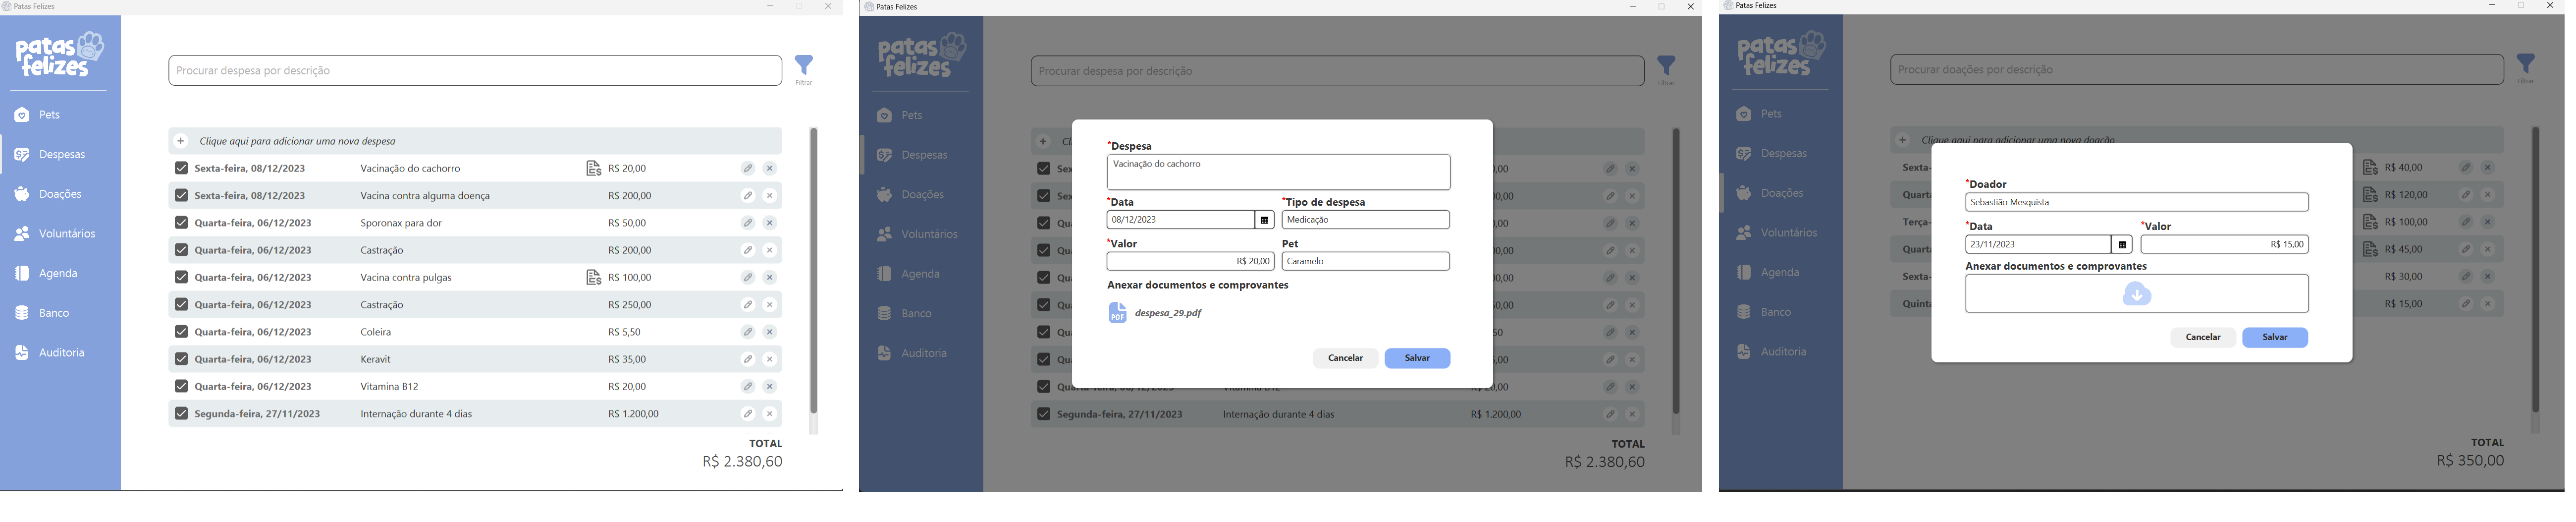 Patas Felizes
patas
felizes
Pets
Despesas
Doações
Voluntários
Agenda
Banco
Auditoria
Procurar despesa por descrição
Filtrar
Clique aqui para adicionar uma nova despesa
Sexta-feira, 08/12/2023 Vacinação do cachorro R$ 20,00
Sexta-feira, 08/12/2023 Vacina contra alguma doença R$ 200,00
Quarta-feira, 06/12/2023 Sporonax para dor R$ 50,00
Quarta-feira, 06/12/2023 Castração R$ 200,00
Quarta-feira, 06/12/2023 Vacina contra pulgas R$ 100,00
Quarta-feira, 06/12/2023 Castração R$ 250,00
Quarta-feira, 06/12/2023 Coleira R$ 5,50
Quarta-feira, 06/12/2023 Keravit R$ 35,00
Quarta-feira, 06/12/2023 Vitamina B12 R$ 20,00
Segunda-feira, 27/11/2023 Internação durante 4 dias R$ 1.200,00
TOTAL
R$ 2.380,60
Patas Felizes
patas
felizes
Pets
Despesas
Doações
Voluntários
Agenda
Banco
Auditoria
Procurar despesa por descrição
Filtrar
*Despesa
Vacinação do cachorro
*Data *Tipo de despesa
08/12/2023 Medicação
*Valor Pet
R$ 20,00 Caramelo
Anexar documentos e comprovantes
PDF despesa_29.pdf
Cancelar Salvar
Segunda-feira, 27/11/2023 Internação durante 4 dias R$ 1.200,00
TOTAL
R$ 2.380,60
Patas Felizes
patas
felizes
Pets
Despesas
Doações
Voluntários
Agenda
Banco
Auditoria
Procurar doações por descrição
Filtrar
Clique aqui para adicionar uma nova doação
R$ 40,00
R$ 120,00
R$ 100,00
R$ 45,00
R$ 30,00
R$ 15,00
*Doador
Sebastião Mesquista
*Data *Valor
23/11/2023 R$ 15,00
Anexar documentos e comprovantes
Cancelar Salvar
TOTAL
R$ 350,00